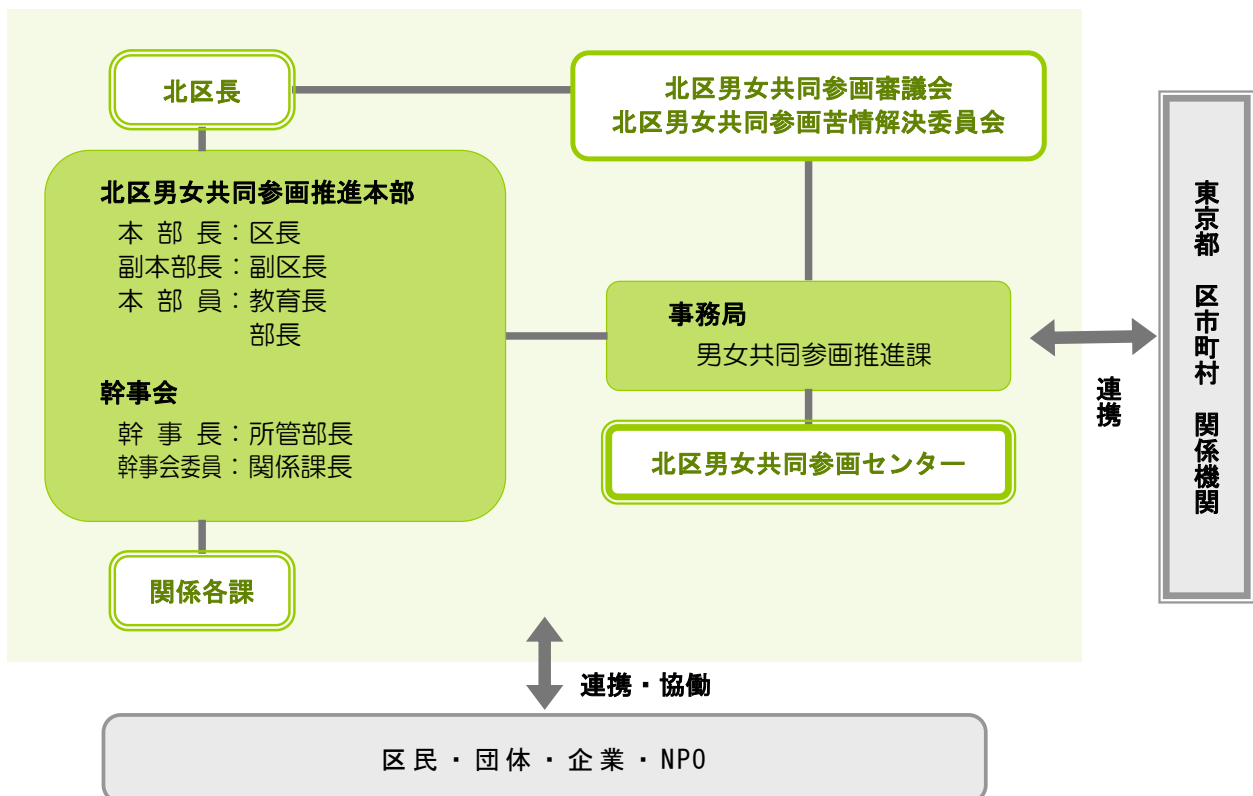 北区長
北区男女共同参画審議会
北区男女共同参画苦情解決委員会
北区男女共同参画推進本部
本部長：区長
副本部長：副区長
本部員：教育長
部長
幹事会
幹事長：所管部長
幹事会委員：関係課長
事務局
男女共同参画推進課
北区男女共同参画センター
関係各課
連携
東京都 区市町村 関係機関
連携・協働
区民・団体・企業・NPO